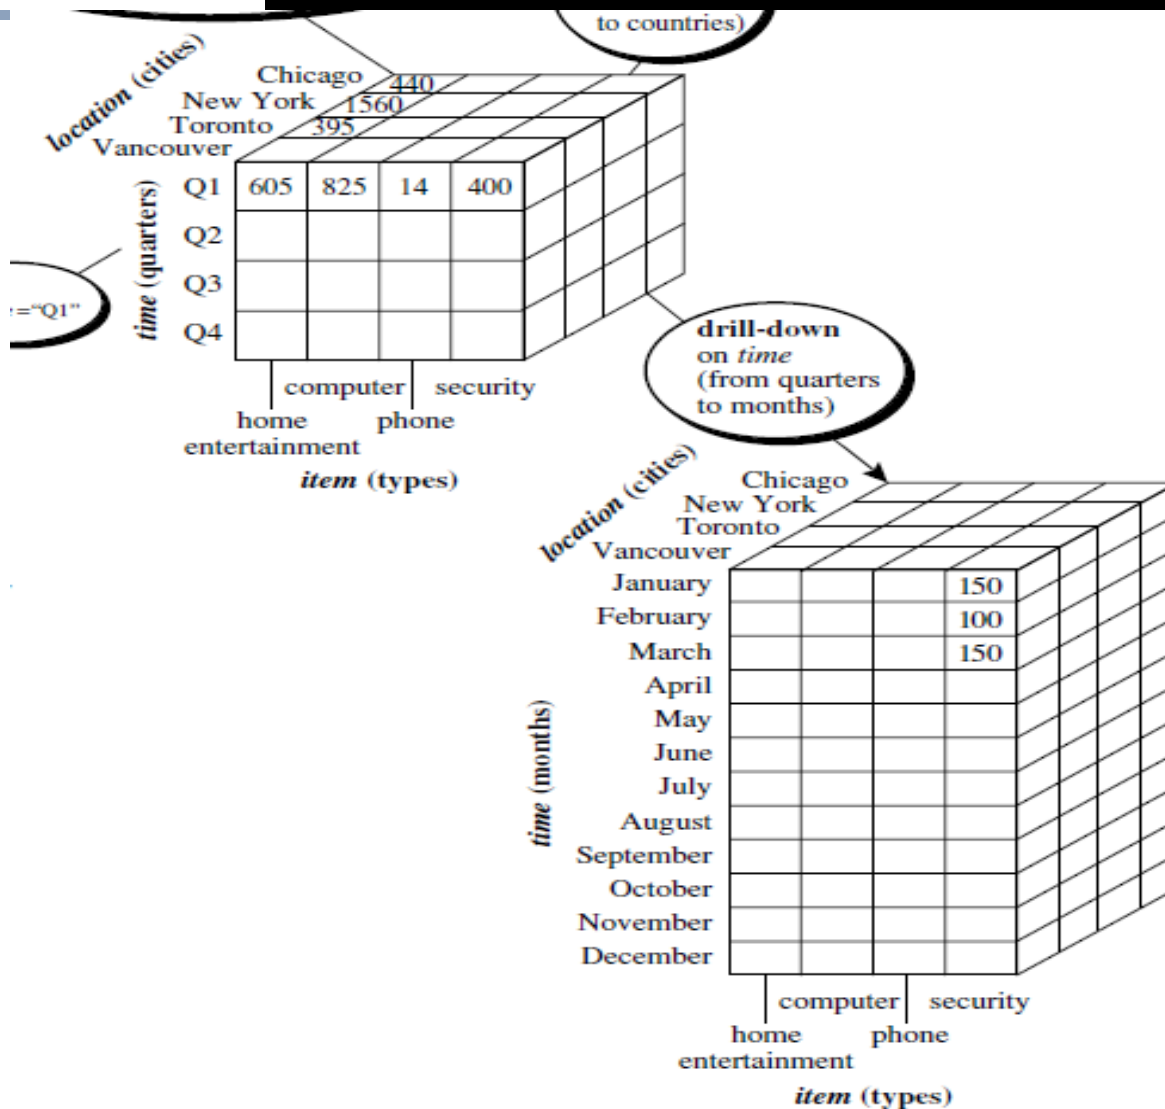 to countries)
location (cities)
Chicago
440
New York
1560
Toronto
395
Vancouver
time (quarters)
Q1 605 825 14 400
Q2
Q3
Q4
="Q1"
computer security
home phone
entertainment
item (types)
drill-down
on time
(from quarters
to months)
location (cities)
Chicago
New York
Toronto
Vancouver
time (months)
January 150
February 100
March 150
April
May
June
July
August
September
October
November
December
computer security
home phone
entertainment
item (types)